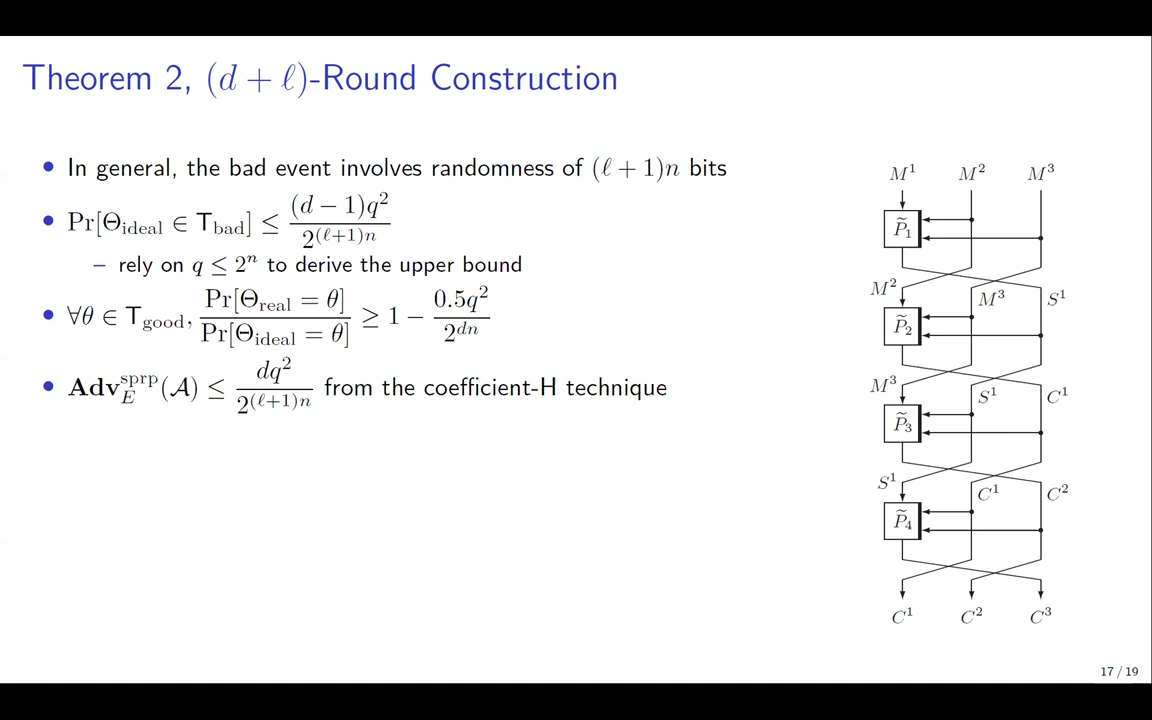 Theorem 2, (d + ℓ)-Round Construction
• In general, the bad event involves randomness of (ℓ + 1)n bits
• Pr[Θ_ideal ∈ T_bad] ≤ (d − 1)q² / 2^((ℓ+1)n)
– rely on q ≤ 2ⁿ to derive the upper bound
• ∀θ ∈ T_good, Pr[Θ_real = θ] / Pr[Θ_ideal = θ] ≥ 1 − 0.5q² / 2^(dn)
• Adv_E^sprp(𝒜) ≤ dq² / 2^((ℓ+1)n) from the coefficient-H technique
M¹ M² M³
P̃₁
M² M³ S¹
P̃₂
M³ S¹ C¹
P̃₃
S¹ C¹ C²
P̃₄
C¹ C² C³
17 / 19